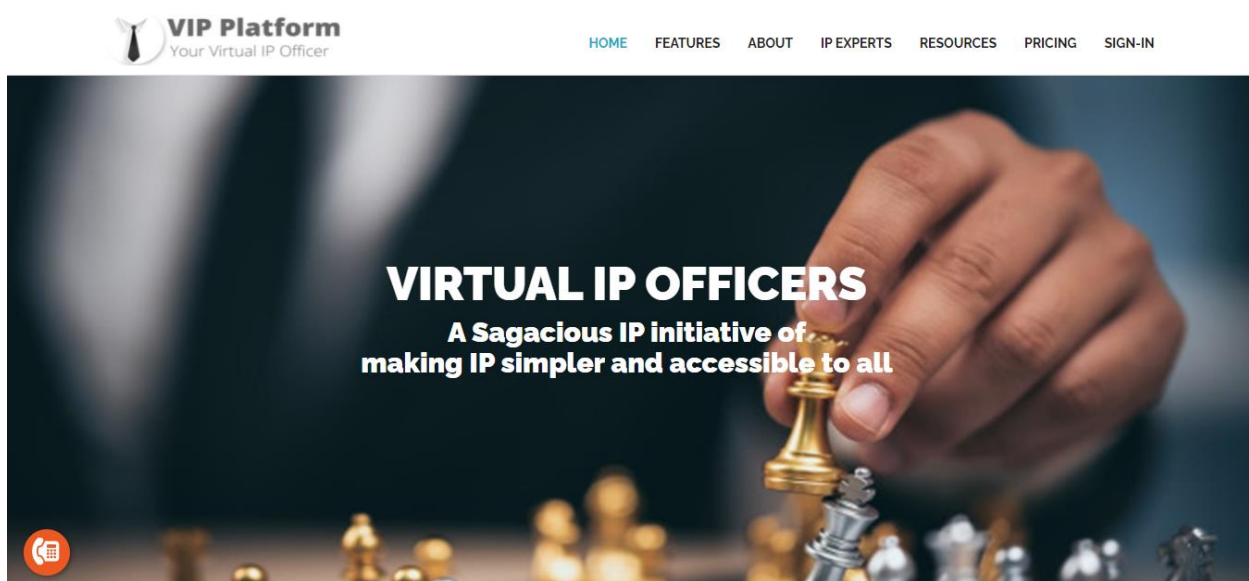 VIP Platform
Your Virtual IP Officer
HOME FEATURES ABOUT IP EXPERTS RESOURCES PRICING SIGN-IN
VIRTUAL IP OFFICERS
A Sagacious IP initiative of
making IP simpler and accessible to all